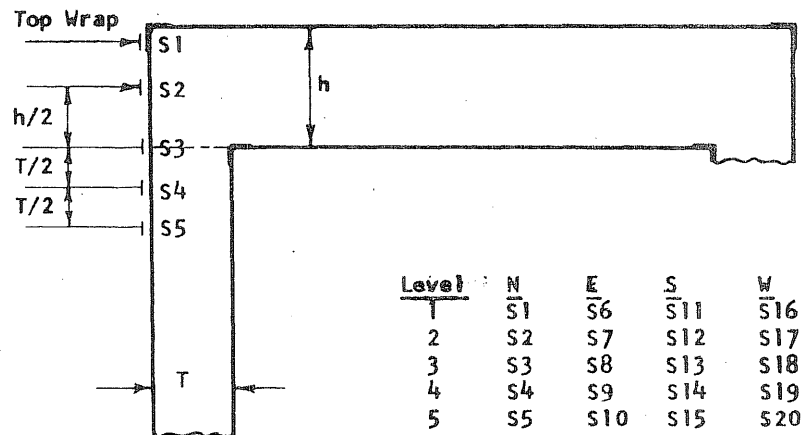 Top Wrap
S1
S2
h
h/2
S3
T/2
S4
T/2
S5
Level N E S W
1 S1 S6 S11 S16
2 S2 S7 S12 S17
3 S3 S8 S13 S18
4 S4 S9 S14 S19
5 S5 S10 S15 S20
T